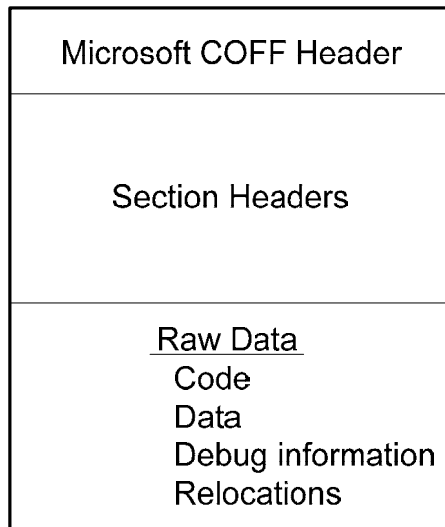 Microsoft COFF Header
Section Headers
Raw Data
Code
Data
Debug information
Relocations